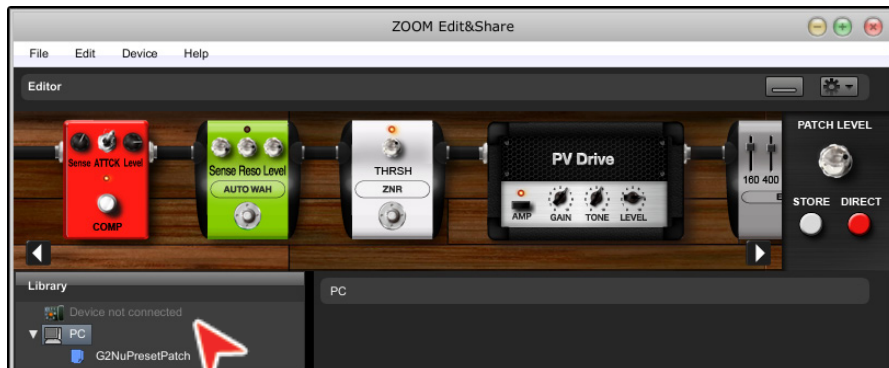 ZOOM Edit&Share
File Edit Device Help
Editor
PATCH LEVEL
Sense ATTCK Level
COMP
Sense Reso Level
AUTO WAH
THRSH
ZNR
PV Drive
AMP GAIN TONE LEVEL
160 400
E
STORE DIRECT
Library
PC
Device not connected
PC
G2NuPresetPatch